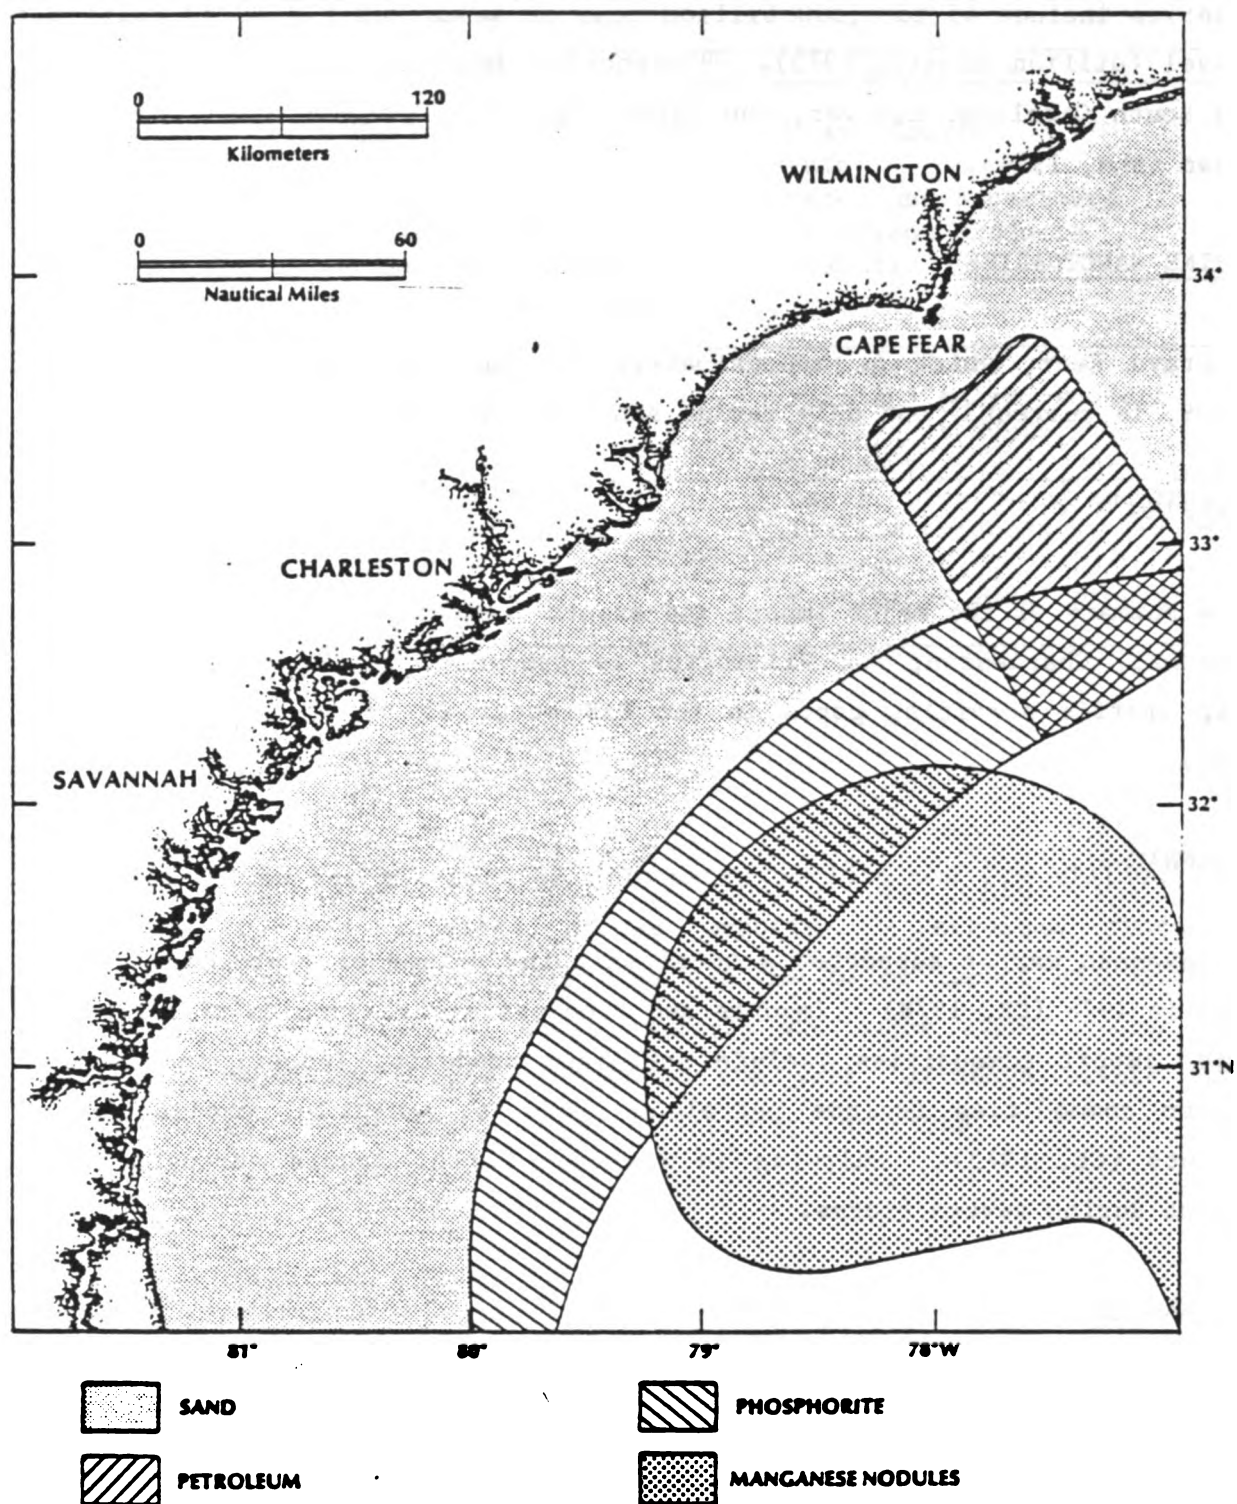 0 120
Kilometers
0 60
Nautical Miles
WILMINGTON
34°
CAPE FEAR
33°
CHARLESTON
SAVANNAH
32°
31°N
81° 80° 79° 78°W
SAND
PHOSPHORITE
PETROLEUM
MANGANESE NODULES